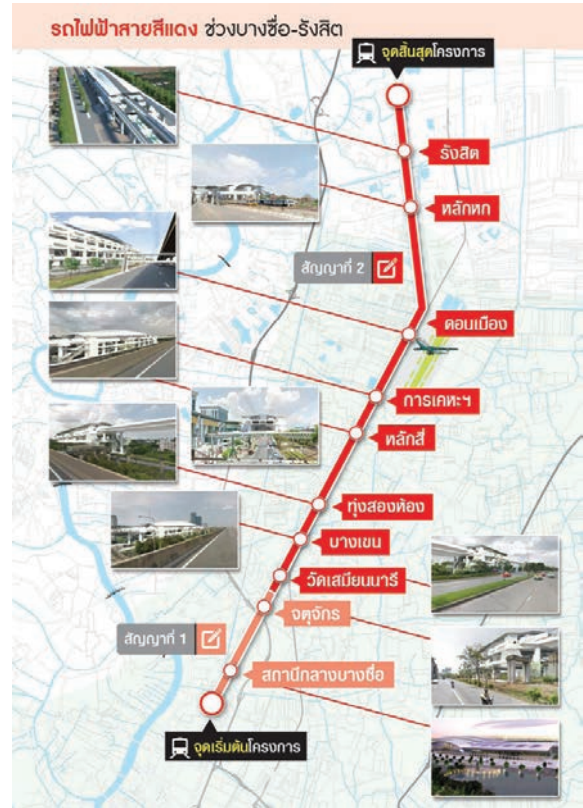 รถไฟฟ้าสายสีแดง ช่วงบางซื่อ-รังสิต
จุดสิ้นสุดโครงการ
รังสิต
หลักหก
สัญญาที่ 2
ดอนเมือง
การเคหะฯ
หลักสี่
ทุ่งสองห้อง
บางเขน
วัดเสมียนนารี
จตุจักร
สัญญาที่ 1
สถานีกลางบางซื่อ
จุดเริ่มต้นโครงการ